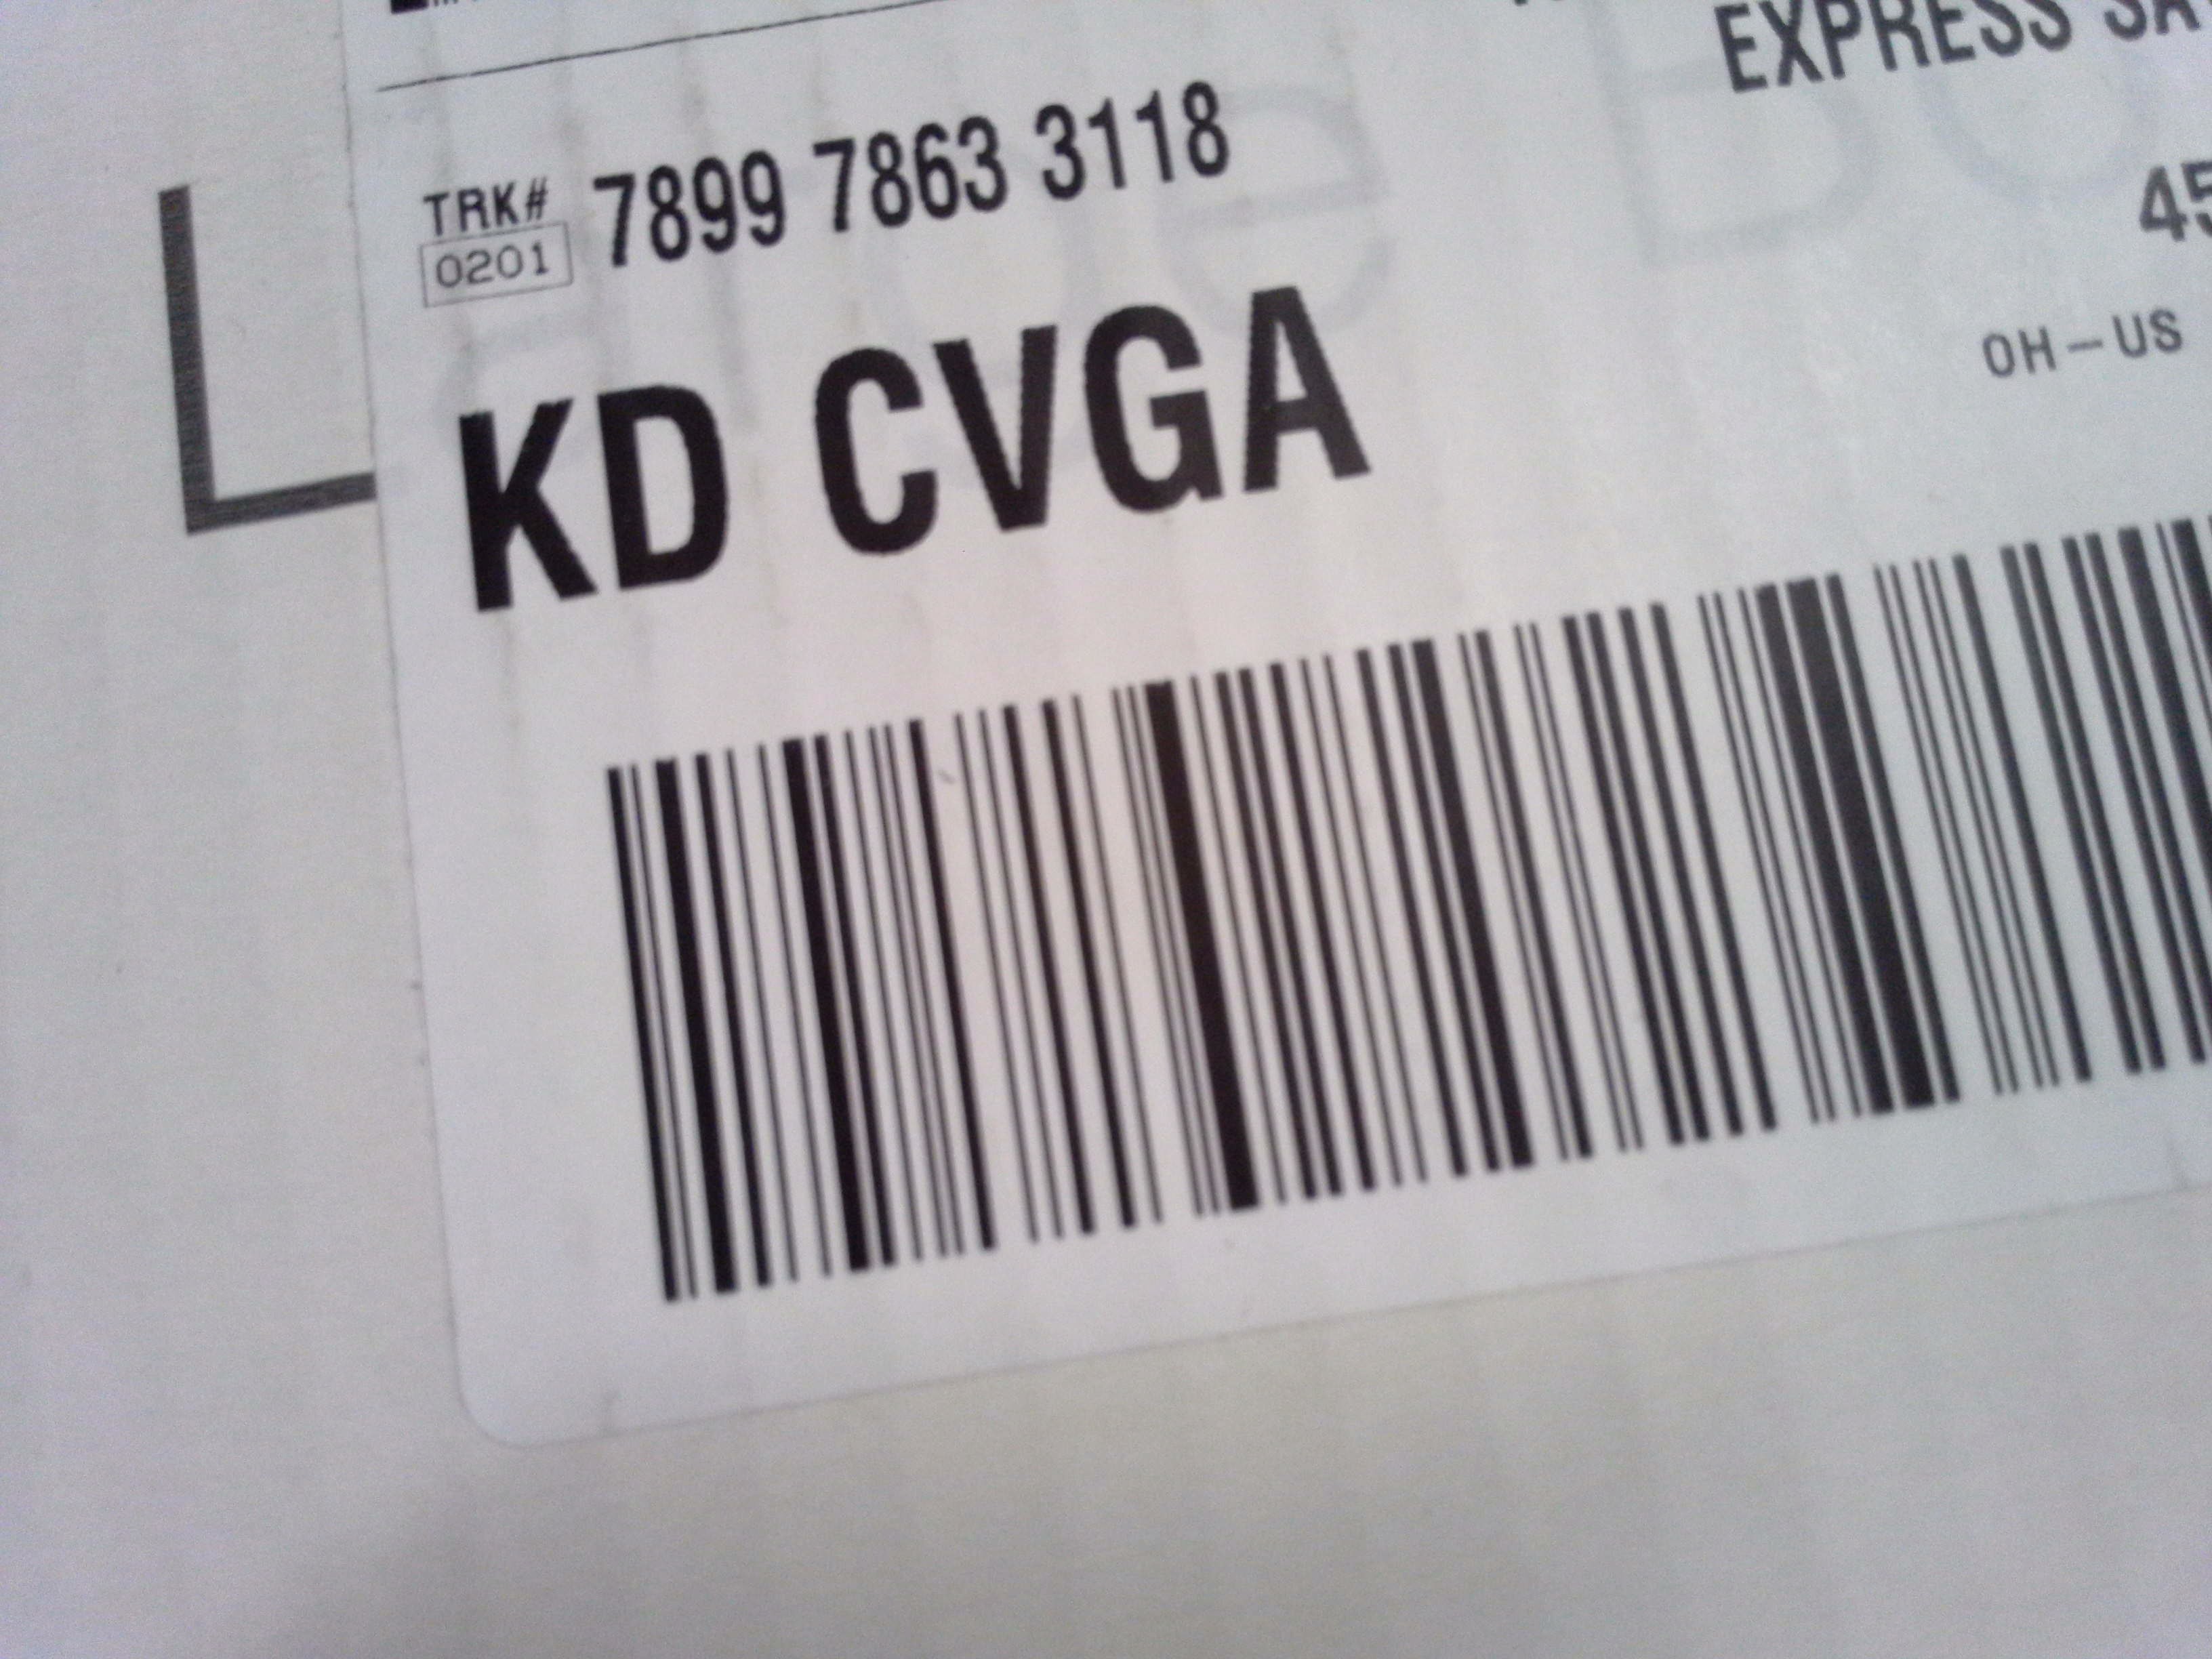 EXPRESS
TRK# 7899 7863 3118
0201
KD CVGA
45
OH-US
L